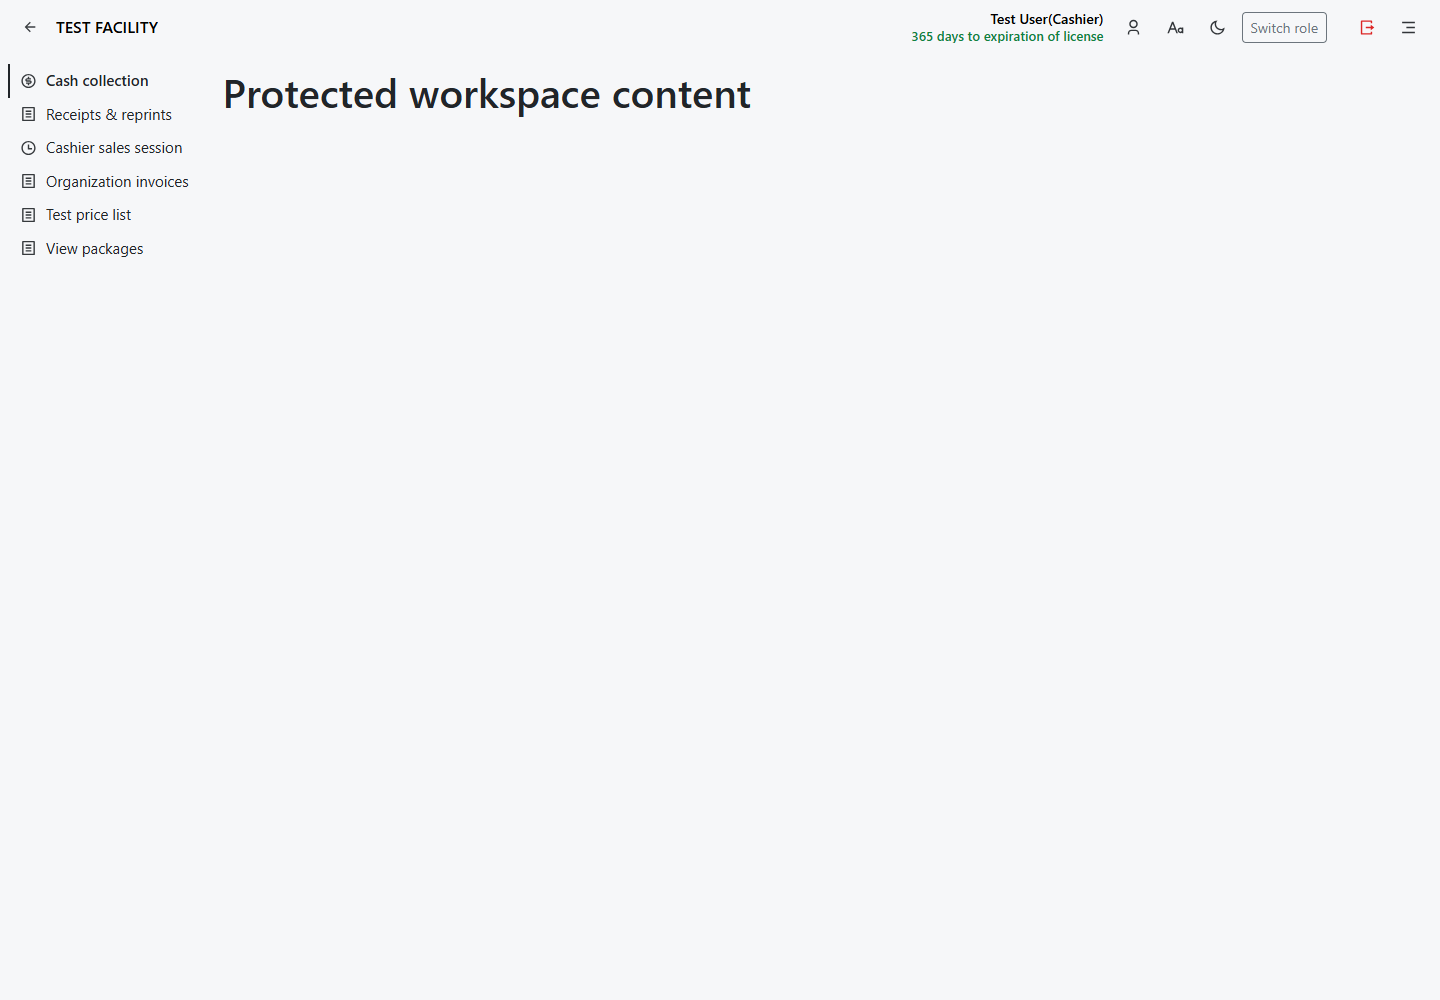 TEST FACILITY
Test User(Cashier)
365 days to expiration of license
Aa
Switch role
Cash collection
Receipts & reprints
Cashier sales session
Organization invoices
Test price list
View packages
Protected workspace content